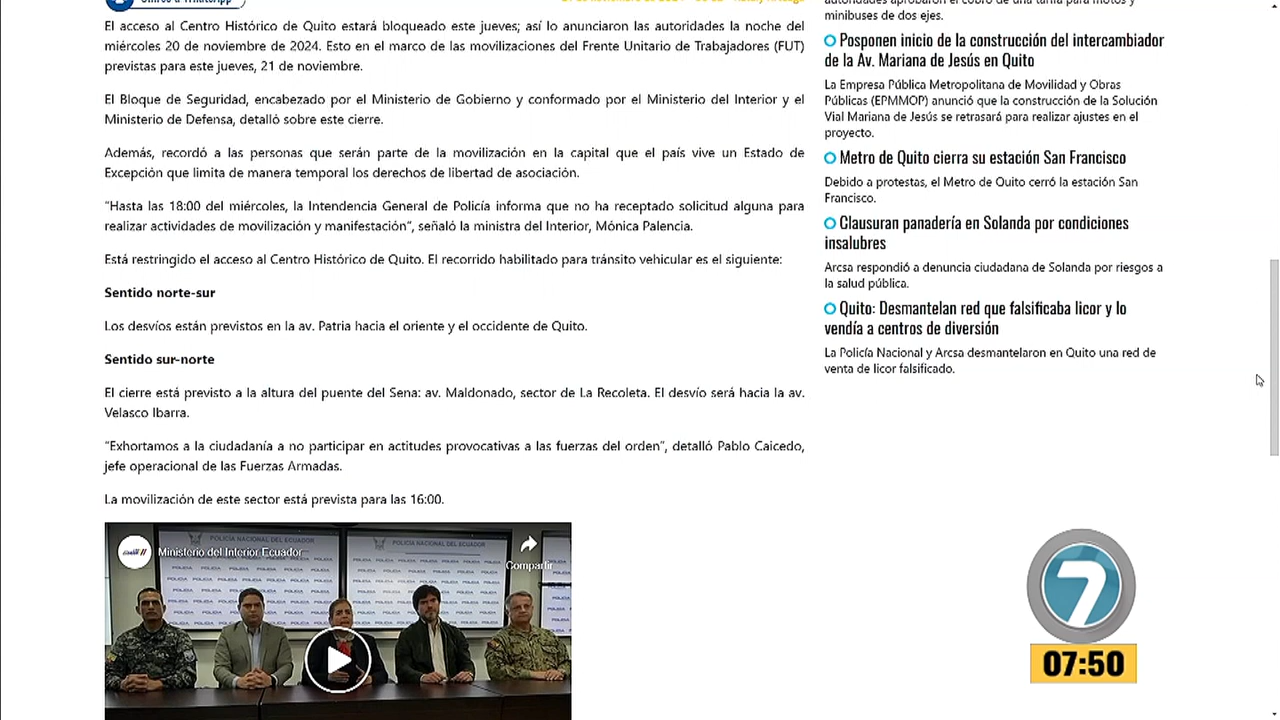 El acceso al Centro Histórico de Quito estará bloqueado este jueves; así lo anunciaron las autoridades la noche del
miércoles 20 de noviembre de 2024. Esto en el marco de las movilizaciones del Frente Unitario de Trabajadores (FUT)
previstas para este jueves, 21 de noviembre.
El Bloque de Seguridad, encabezado por el Ministerio de Gobierno y conformado por el Ministerio del Interior y el
Ministerio de Defensa, detalló sobre este cierre.
Además, recordó a las personas que serán parte de la movilización en la capital que el país vive un Estado de
Excepción que limita de manera temporal los derechos de libertad de asociación.
“Hasta las 18:00 del miércoles, la Intendencia General de Policía informa que no ha receptado solicitud alguna para
realizar actividades de movilización y manifestación”, señaló la ministra del Interior, Mónica Palencia.
Está restringido el acceso al Centro Histórico de Quito. El recorrido habilitado para tránsito vehicular es el siguiente:
Sentido norte-sur
Los desvíos están previstos en la av. Patria hacia el oriente y el occidente de Quito.
Sentido sur-norte
El cierre está previsto a la altura del puente del Sena: av. Maldonado, sector de La Recoleta. El desvío será hacia la av.
Velasco Ibarra.
“Exhortamos a la ciudadanía a no participar en actitudes provocativas a las fuerzas del orden”, detalló Pablo Caicedo,
jefe operacional de las Fuerzas Armadas.
La movilización de este sector está prevista para las 16:00.
Ministerio del Interior Ecuador
Compartir
POLICÍA NACIONAL DEL ECUADOR
POLICÍA NACIONAL DEL ECUADOR
autoridades aprobaron el cobro de una tarifa para motos y
minibuses de dos ejes.
Posponen inicio de la construcción del intercambiador
de la Av. Mariana de Jesús en Quito
La Empresa Pública Metropolitana de Movilidad y Obras
Públicas (EPMMOP) anunció que la construcción de la Solución
Vial Mariana de Jesús se retrasará para realizar ajustes en el
proyecto.
Metro de Quito cierra su estación San Francisco
Debido a protestas, el Metro de Quito cerró la estación San
Francisco.
Clausuran panadería en Solanda por condiciones
insalubres
Arcsa respondió a denuncia ciudadana de Solanda por riesgos a
la salud pública.
Quito: Desmantelan red que falsificaba licor y lo
vendía a centros de diversión
La Policía Nacional y Arcsa desmantelaron en Quito una red de
venta de licor falsificado.
7
07:50